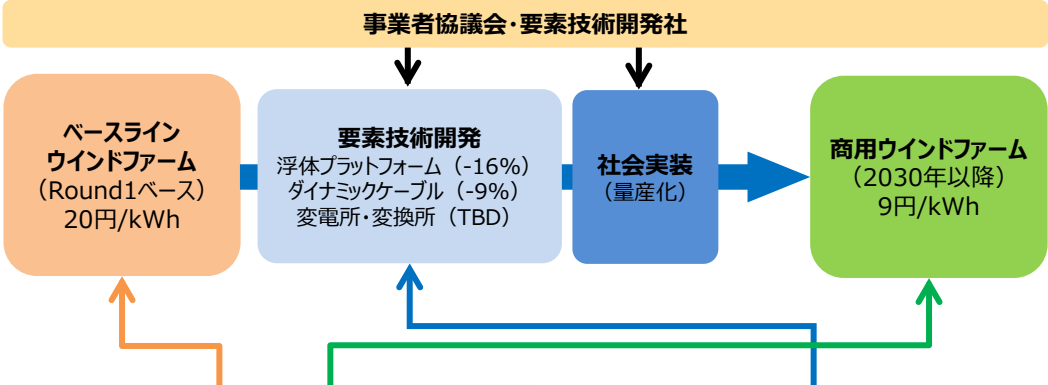 事業者協議会・要素技術開発社
ベースライン
ウインドファーム
（Round1ベース）
20円/kWh
要素技術開発
浮体プラットフォーム（-16%）
ダイナミックケーブル（-9%）
変電所・変換所（TBD）
社会実装
（量産化）
商用ウインドファーム
（2030年以降）
9円/kWh